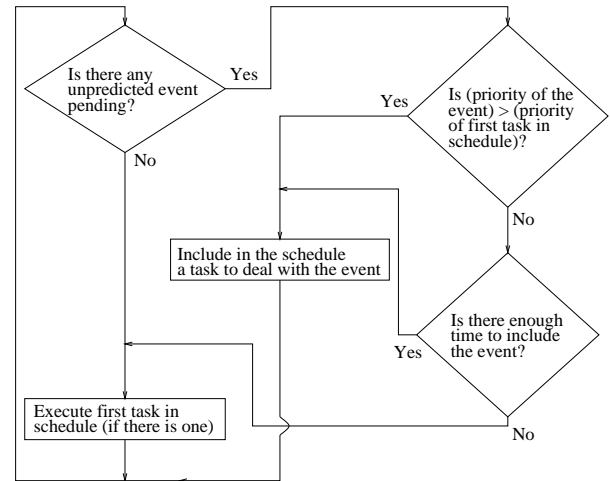 Is there any
unpredicted event
pending?
Yes
No
Is (priority of the
event) > (priority
of first task in
schedule)?
Yes
No
Include in the schedule
a task to deal with the event
Is there enough
time to include
the event?
Yes
No
Execute first task in
schedule (if there is one)